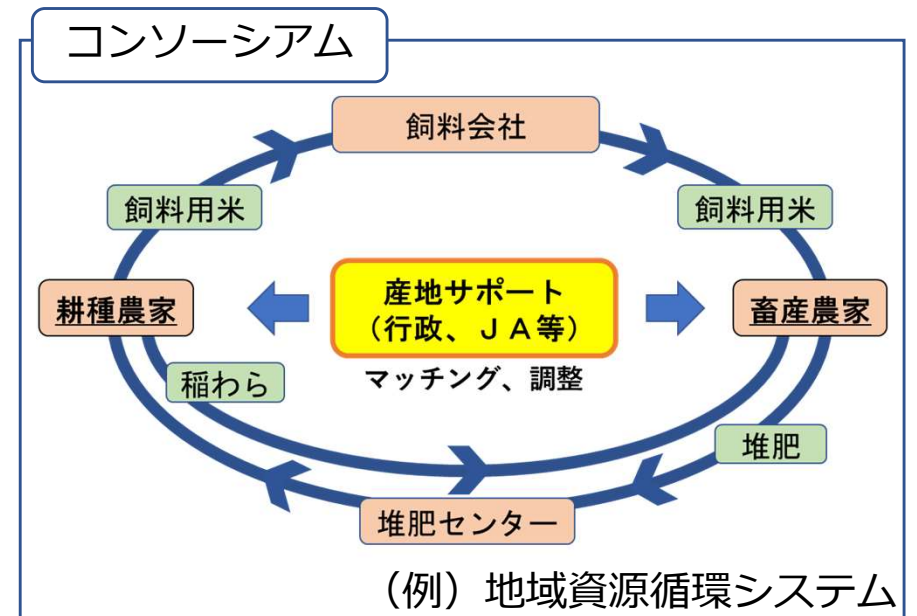 コンソーシアム
飼料会社
飼料用米
飼料用米
耕種農家
産地サポート
（行政、ＪＡ等）
畜産農家
マッチング、調整
稲わら
堆肥
堆肥センター
（例）地域資源循環システム